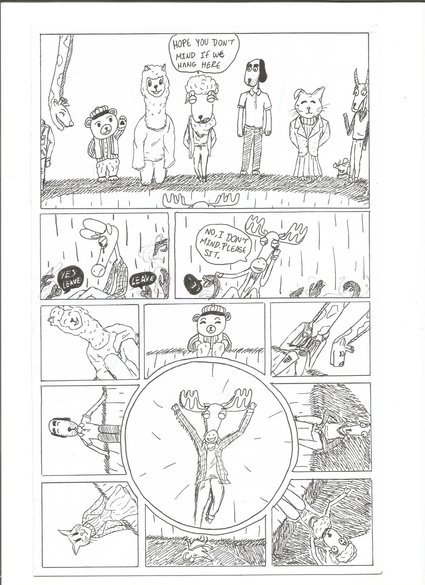 HOPE YOU DON'T
MIND IF WE
HANG HERE
YES
LEAVE
LEAVE
NO, I DON'T
MIND. PLEASE
SIT.